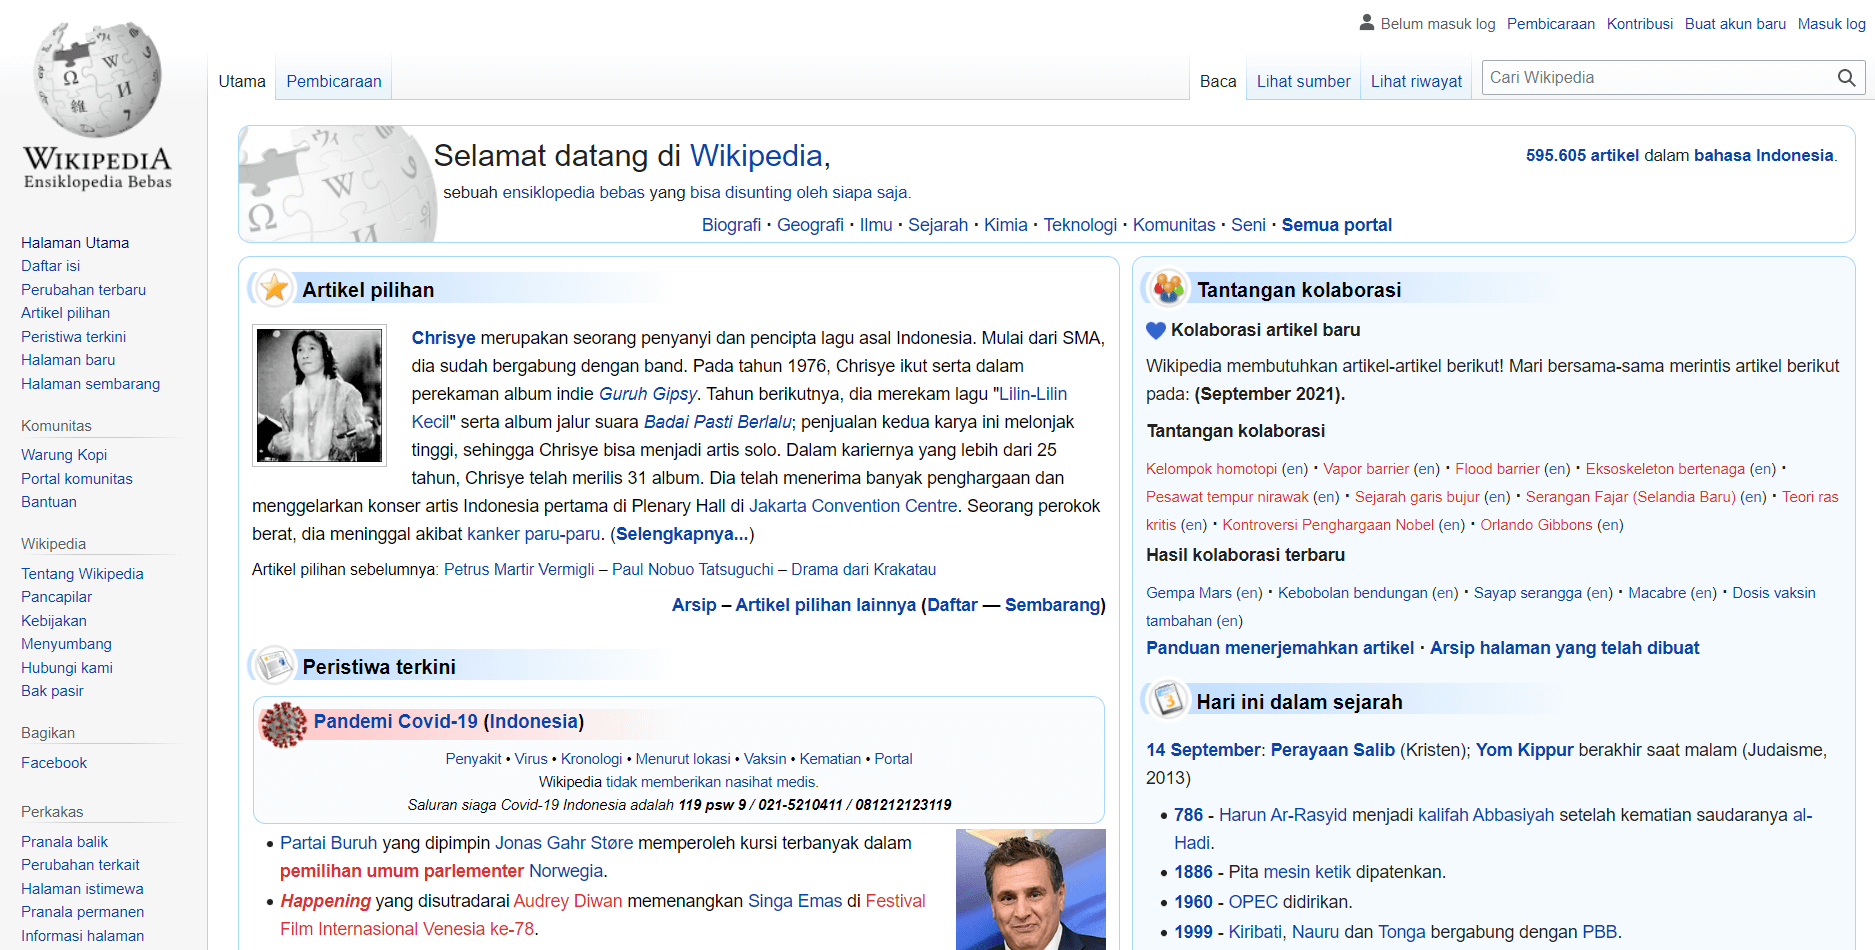 Belum masuk log Pembicaraan Kontribusi Buat akun baru Masuk log
WIKIPEDIA
Ensiklopedia Bebas
Utama Pembicaraan Baca Lihat sumber Lihat riwayat Cari Wikipedia
Halaman Utama
Daftar isi
Perubahan terbaru
Artikel pilihan
Peristiwa terkini
Halaman baru
Halaman sembarang
Komunitas
Warung Kopi
Portal komunitas
Bantuan
Wikipedia
Tentang Wikipedia
Pancapilar
Kebijakan
Menyumbang
Hubungi kami
Bak pasir
Bagikan
Facebook
Perkakas
Pranala balik
Perubahan terkait
Halaman istimewa
Pranala permanen
Informasi halaman
Selamat datang di Wikipedia,
sebuah ensiklopedia bebas yang bisa disunting oleh siapa saja.
595.605 artikel dalam bahasa Indonesia.
Biografi · Geografi · Ilmu · Sejarah · Kimia · Teknologi · Komunitas · Seni · Semua portal
Artikel pilihan
Chrisye merupakan seorang penyanyi dan pencipta lagu asal Indonesia. Mulai dari SMA,
dia sudah bergabung dengan band. Pada tahun 1976, Chrisye ikut serta dalam
perekaman album indie Guruh Gipsy. Tahun berikutnya, dia merekam lagu "Lilin-Lilin
Kecil" serta album jalur suara Badai Pasti Berlalu; penjualan kedua karya ini melonjak
tinggi, sehingga Chrisye bisa menjadi artis solo. Dalam kariernya yang lebih dari 25
tahun, Chrisye telah merilis 31 album. Dia telah menerima banyak penghargaan dan
menggelarkan konser artis Indonesia pertama di Plenary Hall di Jakarta Convention Centre. Seorang perokok
berat, dia meninggal akibat kanker paru-paru. (Selengkapnya...)
Artikel pilihan sebelumnya: Petrus Martir Vermigli – Paul Nobuo Tatsuguchi – Drama dari Krakatau
Arsip – Artikel pilihan lainnya (Daftar — Sembarang)
Peristiwa terkini
Pandemi Covid-19 (Indonesia)
Penyakit • Virus • Kronologi • Menurut lokasi • Vaksin • Kematian • Portal
Wikipedia tidak memberikan nasihat medis.
Saluran siaga Covid-19 Indonesia adalah 119 psw 9 / 021-5210411 / 081212123119
• Partai Buruh yang dipimpin Jonas Gahr Støre memperoleh kursi terbanyak dalam
pemilihan umum parlementer Norwegia.
• Happening yang disutradarai Audrey Diwan memenangkan Singa Emas di Festival
Film Internasional Venesia ke-78.
Tantangan kolaborasi
Kolaborasi artikel baru
Wikipedia membutuhkan artikel-artikel berikut! Mari bersama-sama merintis artikel berikut
pada: (September 2021).
Tantangan kolaborasi
Kelompok homotopi (en) · Vapor barrier (en) · Flood barrier (en) · Eksoskeleton bertenaga (en) ·
Pesawat tempur nirawak (en) · Sejarah garis bujur (en) · Serangan Fajar (Selandia Baru) (en) · Teori ras
kritis (en) · Kontroversi Penghargaan Nobel (en) · Orlando Gibbons (en)
Hasil kolaborasi terbaru
Gempa Mars (en) · Kebobolan bendungan (en) · Sayap serangga (en) · Macabre (en) · Dosis vaksin
tambahan (en)
Panduan menerjemahkan artikel · Arsip halaman yang telah dibuat
Hari ini dalam sejarah
14 September: Perayaan Salib (Kristen); Yom Kippur berakhir saat malam (Judaisme,
2013)
• 786 - Harun Ar-Rasyid menjadi kalifah Abbasiyah setelah kematian saudaranya al-
Hadi.
• 1886 - Pita mesin ketik dipatenkan.
• 1960 - OPEC didirikan.
• 1999 - Kiribati, Nauru dan Tonga bergabung dengan PBB.